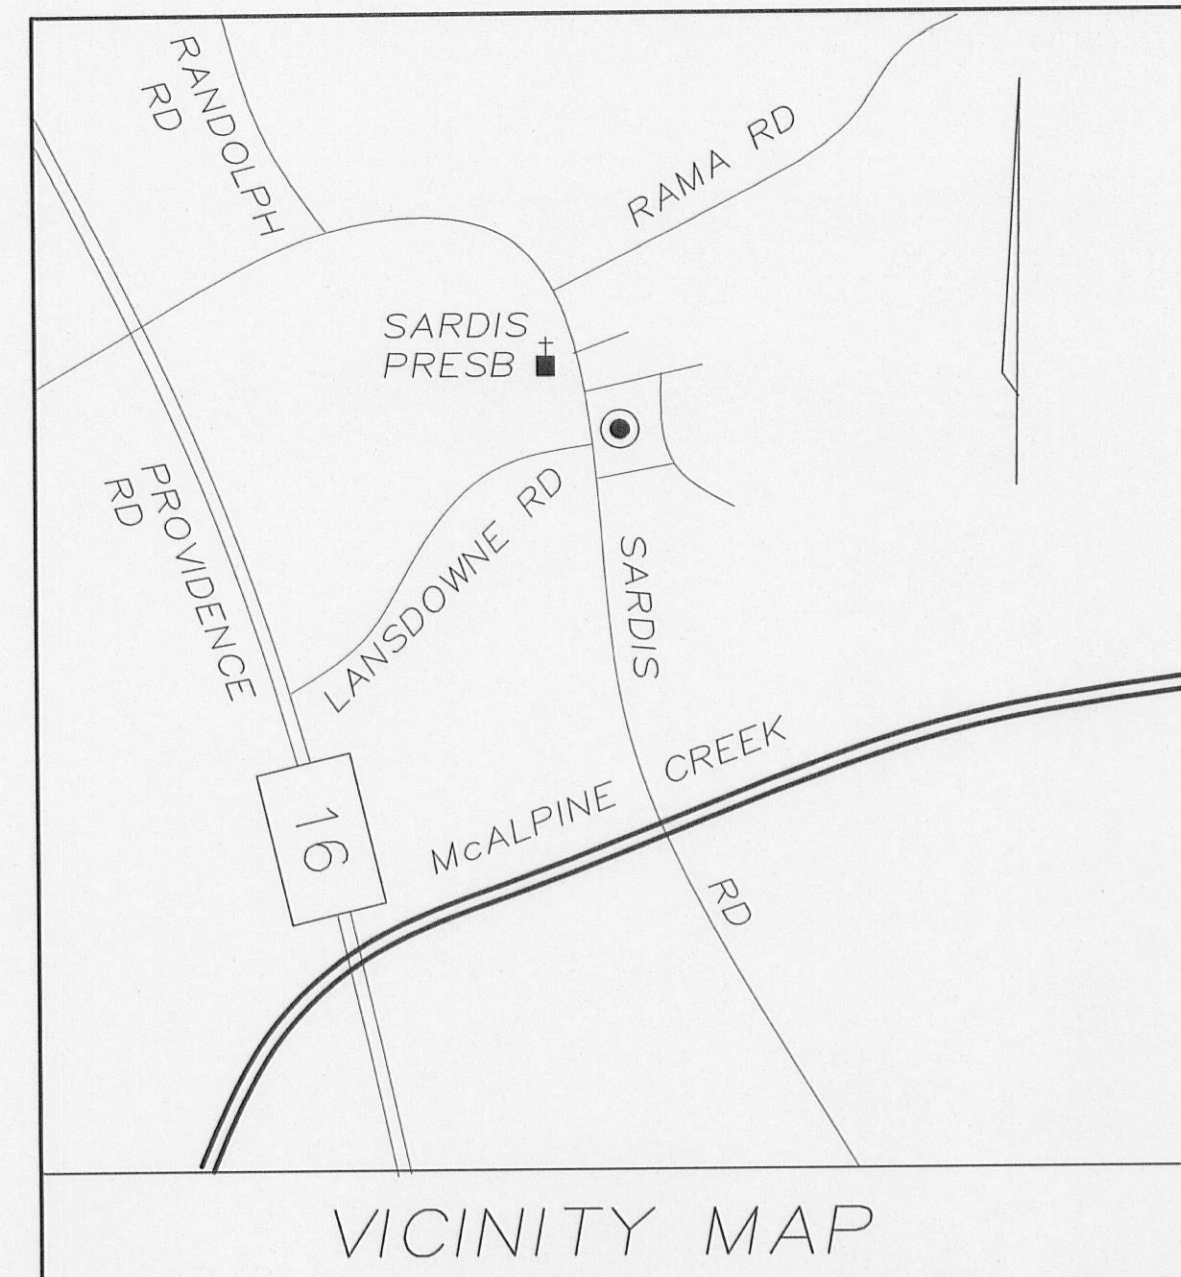 RANDOLPH
RD
RAMA RD
SARDIS
PRESB
PROVIDENCE
RD
LANSDOWNE RD
SARDIS
RD
McALPINE CREEK
16
VICINITY MAP